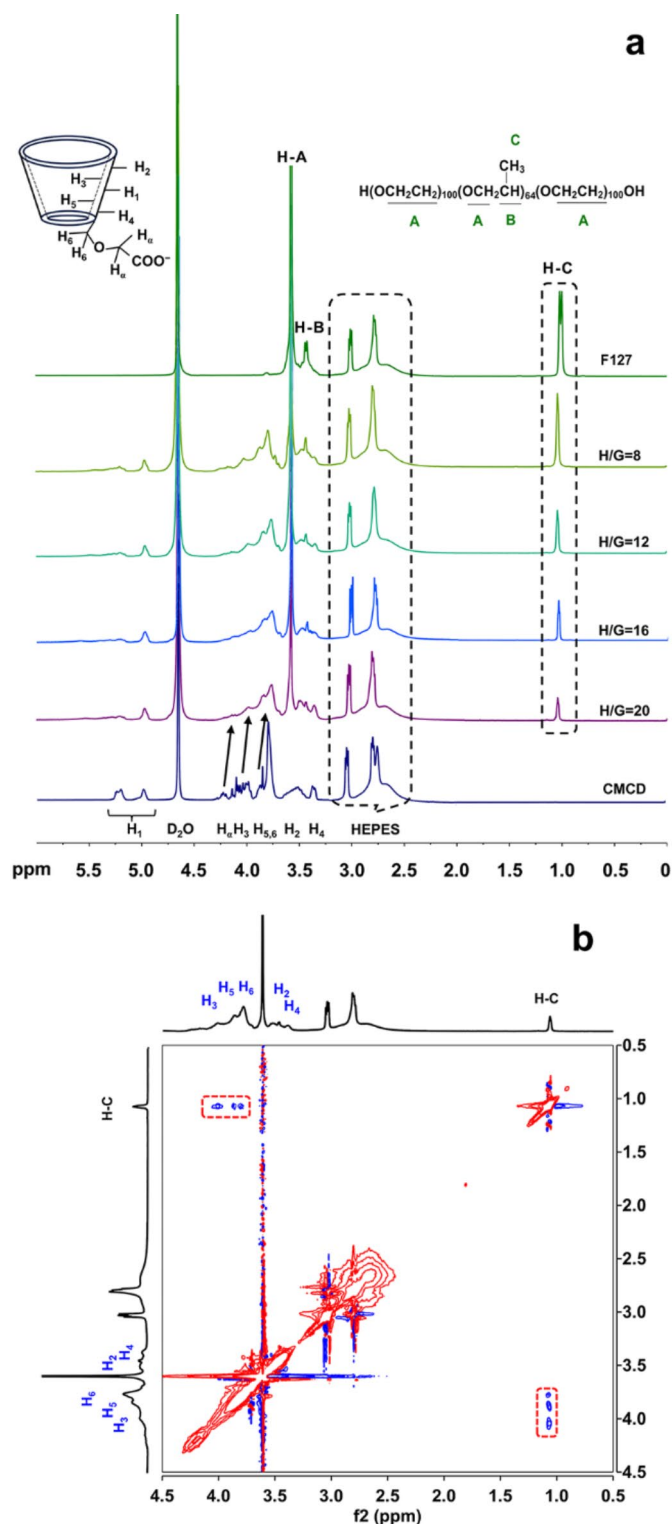 a
H-A
C
CH₃
H₂
H₃
H₁
H₅
H₄
H₆
H₆
O
Hα
Hα
COO⁻
H(OCH₂CH₂)₁₀₀(OCH₂CH)₆₄(OCH₂CH₂)₁₀₀OH
A A B A
H-C
H-B
F127
H/G=8
H/G=12
H/G=16
H/G=20
CMCD
H₁ D₂O Hα H₃ H₅,₆ H₂ H₄ HEPES
ppm 5.5 5.0 4.5 4.0 3.5 3.0 2.5 2.0 1.5 1.0 0
b
H₃ H₅ H₆ H₂ H₄ H-C
H-C
H₂ H₄
H₆ H₅ H₃
0.5
1.0
1.5
2.0
2.5
3.0
3.5
4.0
4.5
4.5 4.0 3.5 3.0 2.5 2.0 1.5 1.0 0.5
f2 (ppm)